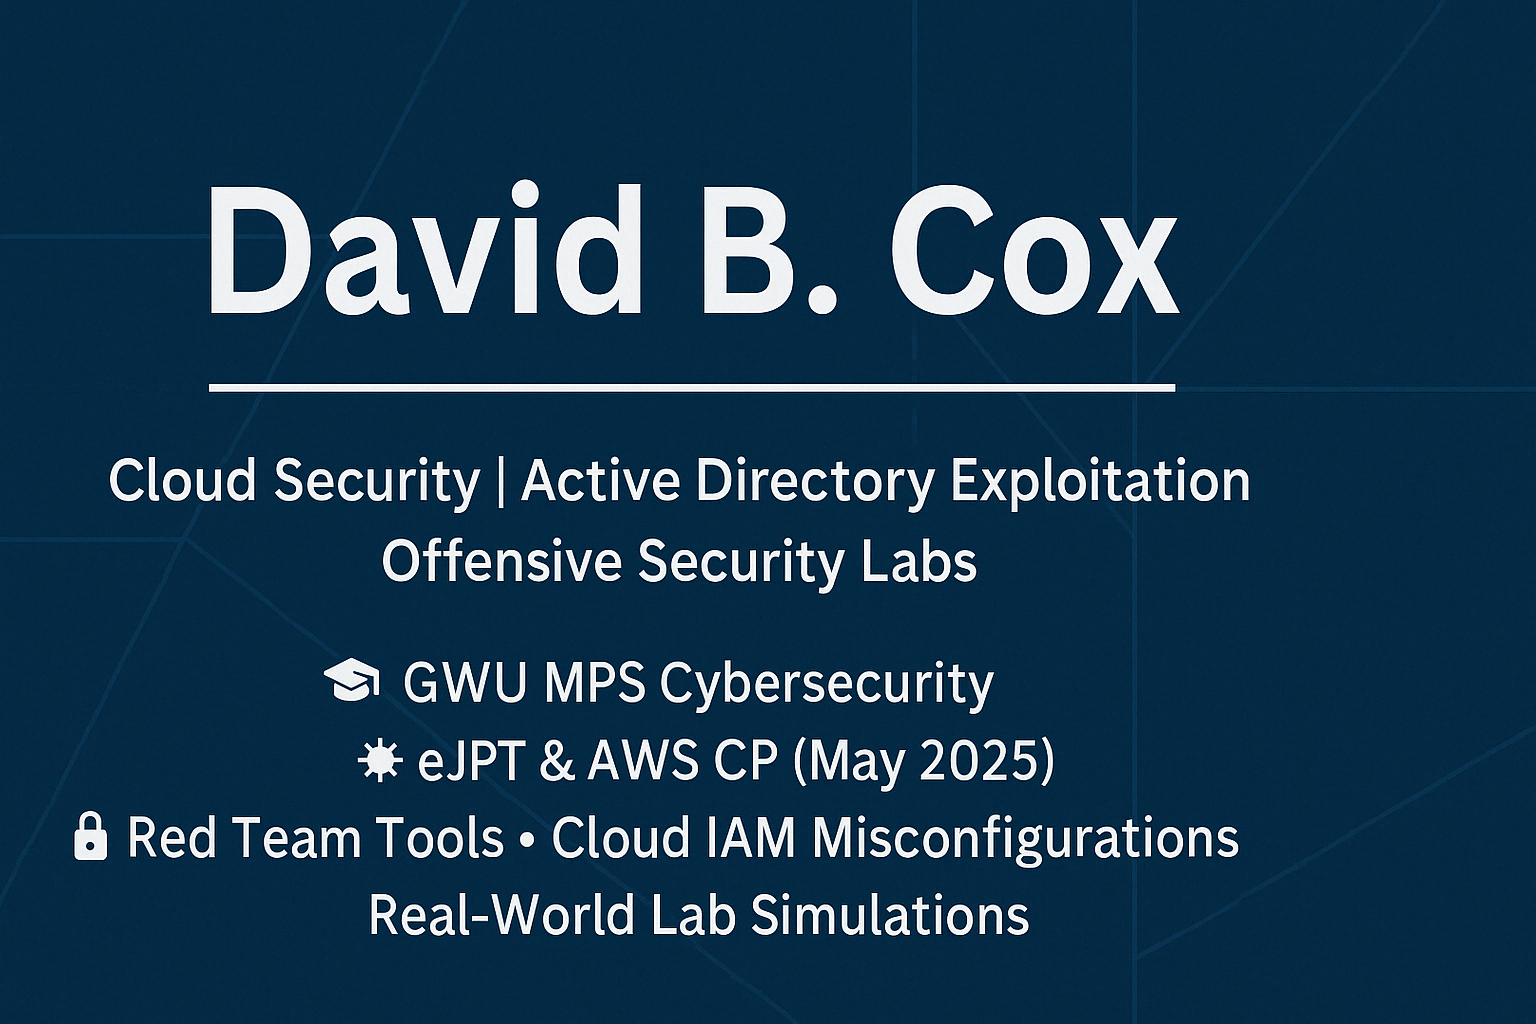 David B. Cox
Cloud Security | Active Directory Exploitation
Offensive Security Labs
GWU MPS Cybersecurity
eJPT & AWS CP (May 2025)
Red Team Tools • Cloud IAM Misconfigurations
Real-World Lab Simulations